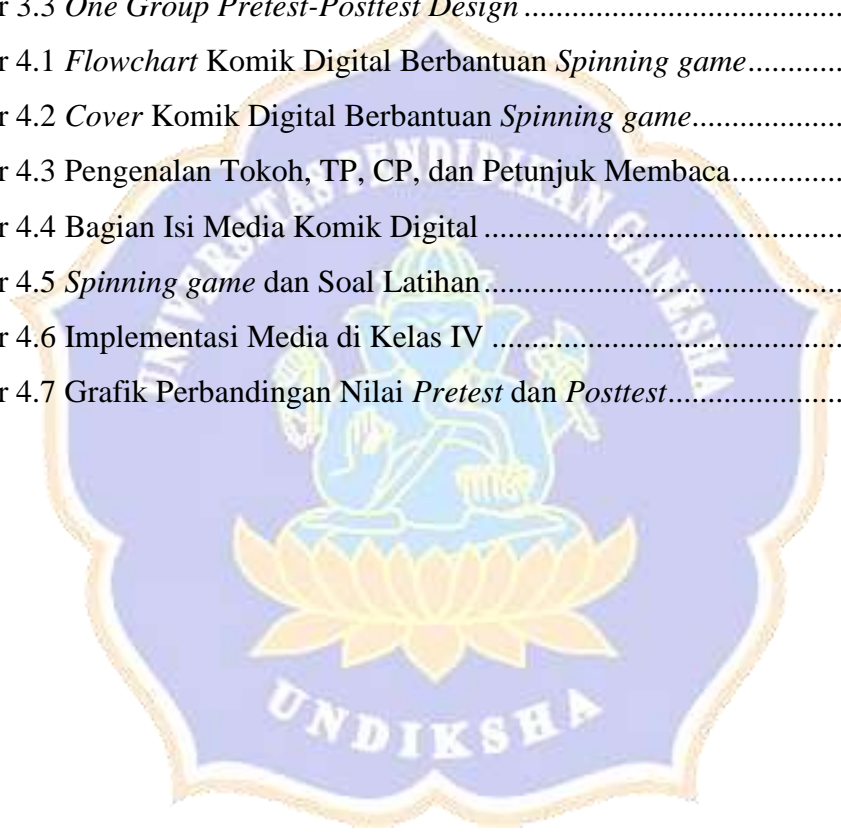 r 3.3 One Group Pretest-Posttest Design
r 4.1 Flowchart Komik Digital Berbantuan Spinning game
r 4.2 Cover Komik Digital Berbantuan Spinning game
r 4.3 Pengenalan Tokoh, TP, CP, dan Petunjuk Membaca
r 4.4 Bagian Isi Media Komik Digital
r 4.5 Spinning game dan Soal Latihan
r 4.6 Implementasi Media di Kelas IV
r 4.7 Grafik Perbandingan Nilai Pretest dan Posttest
UNIVERSITAS PENDIDIKAN GANESHA
UNDIKSHA